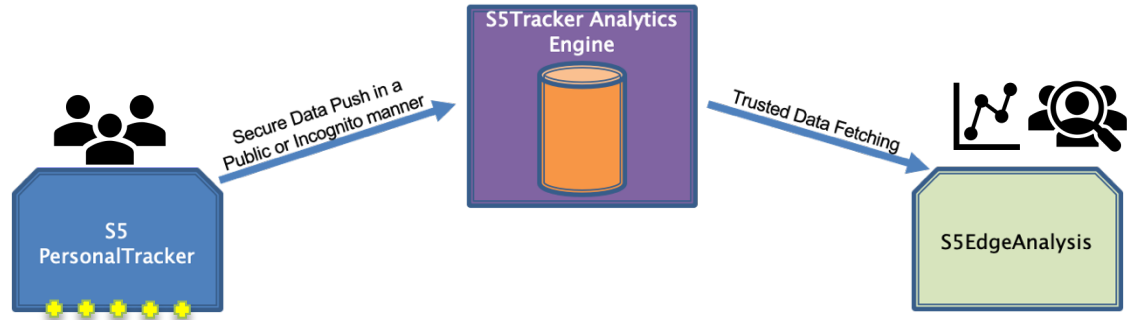 S5Tracker Analytics
Engine
Secure Data Push in a
Public or Incognito manner
Trusted Data Fetching
S5
PersonalTracker
S5EdgeAnalysis